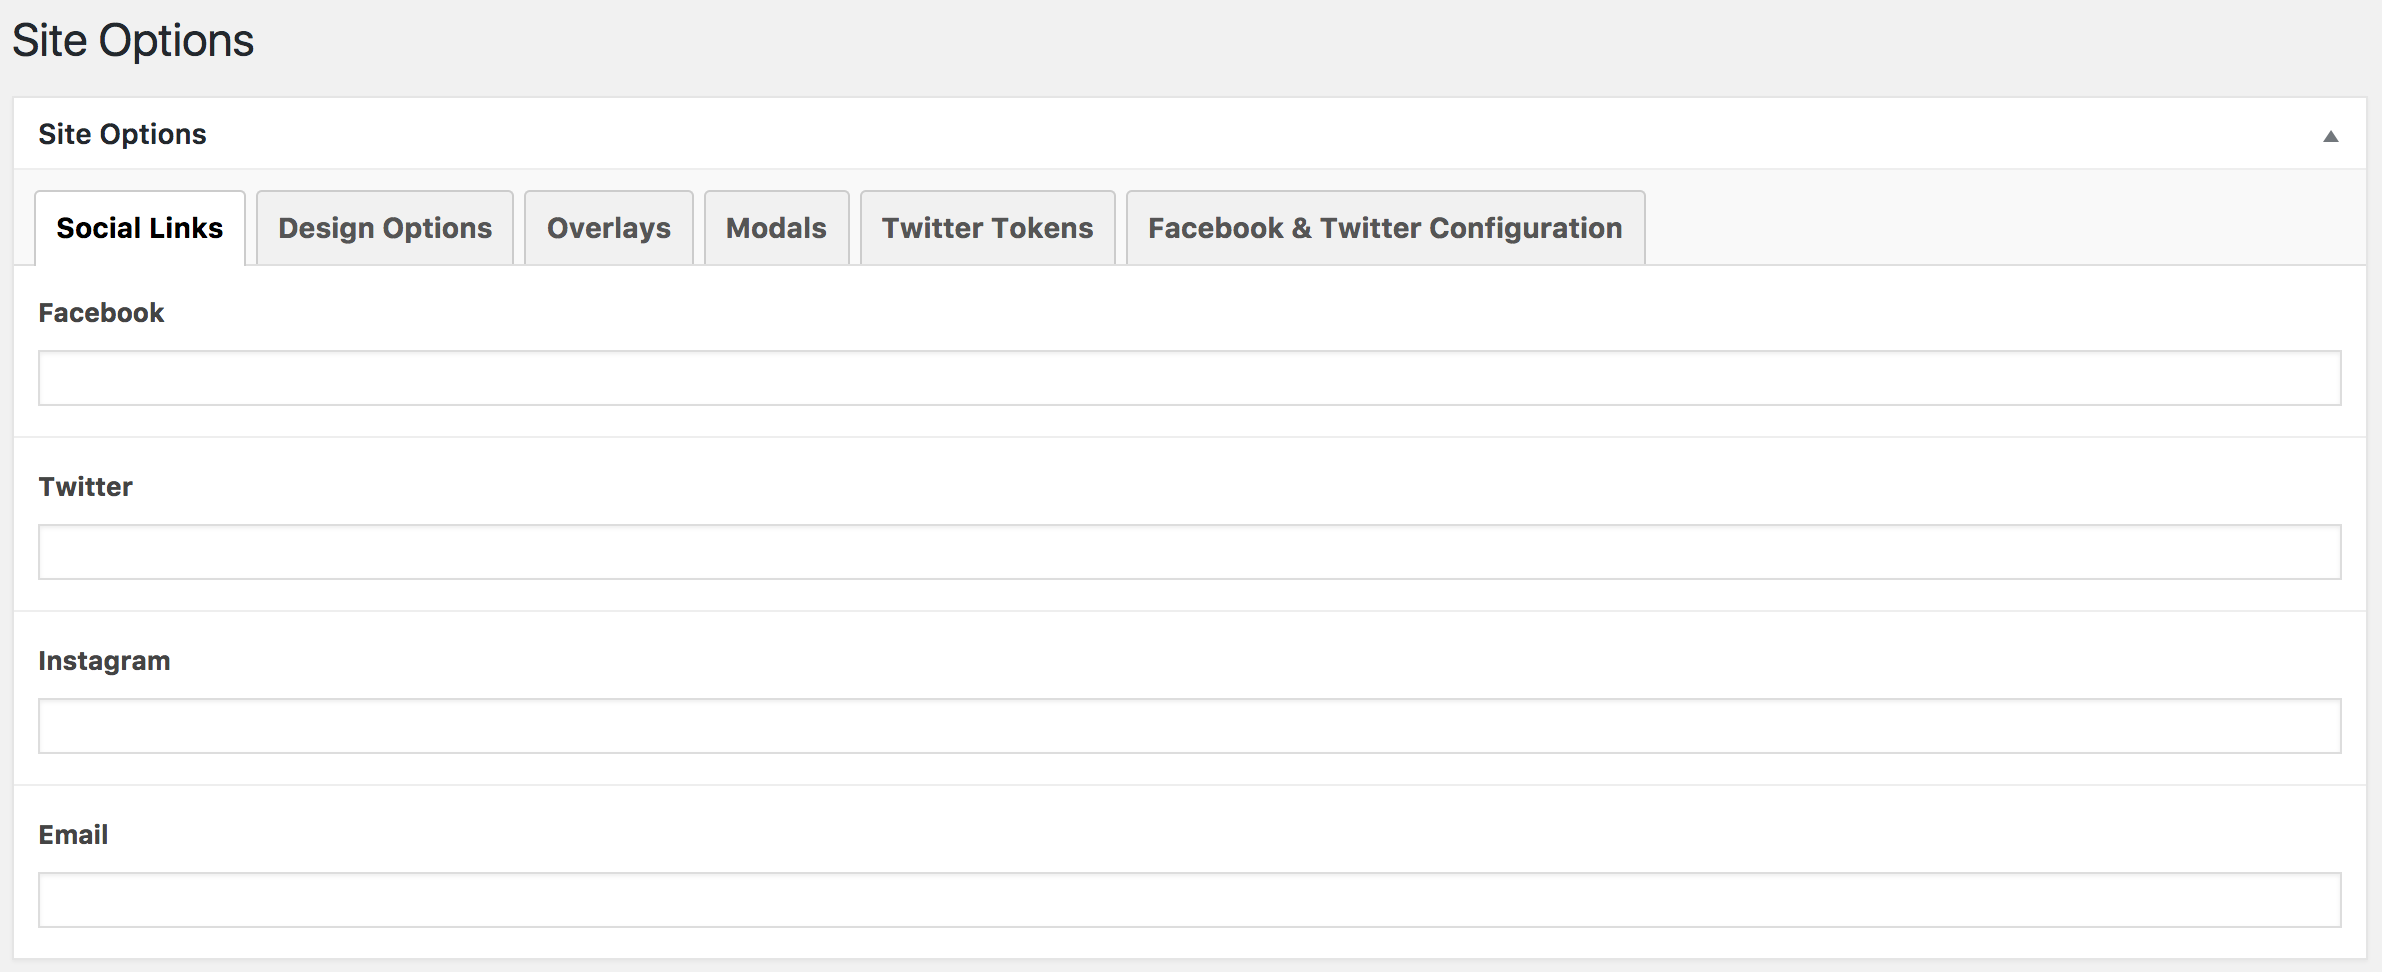 Site Options
Site Options
Social Links Design Options Overlays Modals Twitter Tokens Facebook & Twitter Configuration
Facebook
Twitter
Instagram
Email